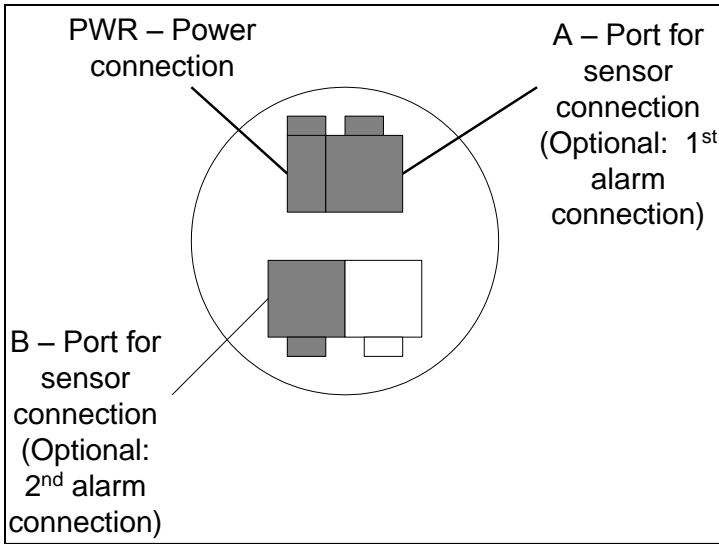 PWR – Power
connection
A – Port for
sensor
connection
(Optional: 1st
alarm
connection)
B – Port for
sensor
connection
(Optional:
2nd alarm
connection)